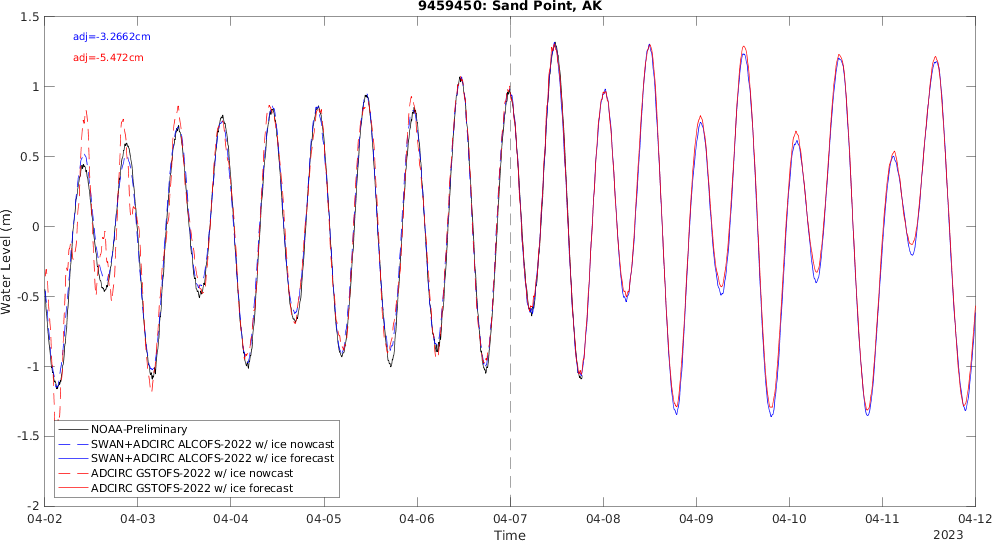 9459450: Sand Point, AK
adj=-3.2662cm
adj=-5.472cm
Water Level (m)
1.5
1
0.5
0
-0.5
-1
-1.5
-2
NOAA-Preliminary
SWAN+ADCIRC ALCOFS-2022 w/ ice nowcast
SWAN+ADCIRC ALCOFS-2022 w/ ice forecast
ADCIRC GSTOFS-2022 w/ ice nowcast
ADCIRC GSTOFS-2022 w/ ice forecast
04-02 04-03 04-04 04-05 04-06 04-07 04-08 04-09 04-10 04-11 04-12
Time
2023